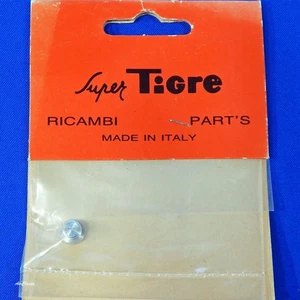 Super Tigre
RICAMBI PART'S
MADE IN ITALY